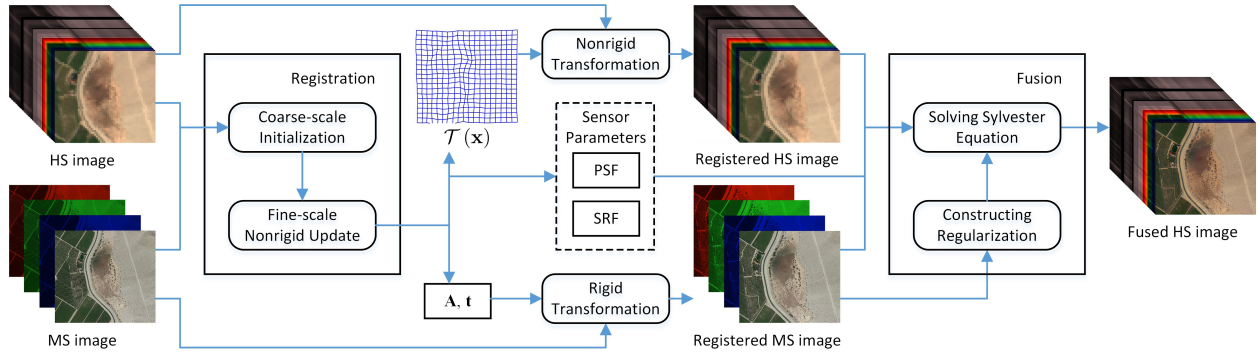 HS image
MS image
Registration
Coarse-scale
Initialization
Fine-scale
Nonrigid Update
𝒯 (x)
A, t
Nonrigid
Transformation
Sensor
Parameters
PSF
SRF
Rigid
Transformation
Registered HS image
Registered MS image
Fusion
Solving Sylvester
Equation
Constructing
Regularization
Fused HS image